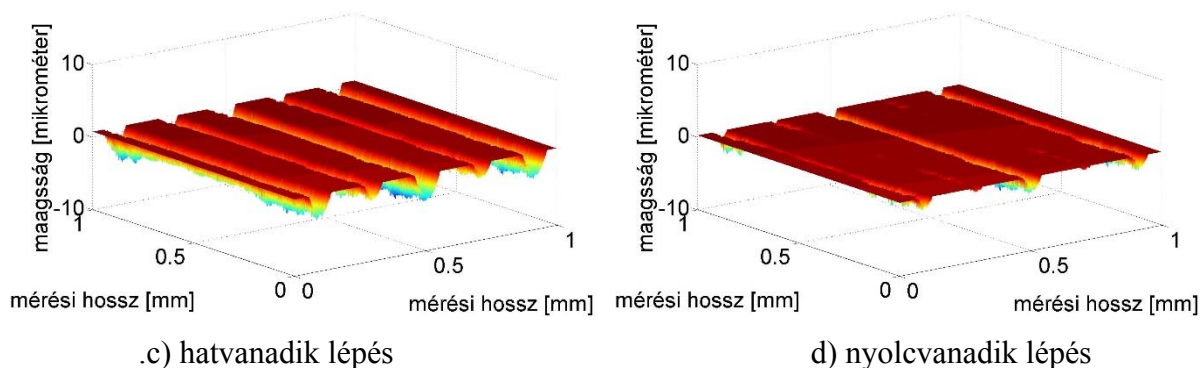 10
0
-10
maagsság [mikrométer]
1
0.5
0
mérési hossz [mm]
0
0.5
1
mérési hossz [mm]
.c) hatvanadik lépés
10
0
-10
maagsság [mikrométer]
1
0.5
0
mérési hossz [mm]
0
0.5
1
mérési hossz [mm]
d) nyolcvanadik lépés